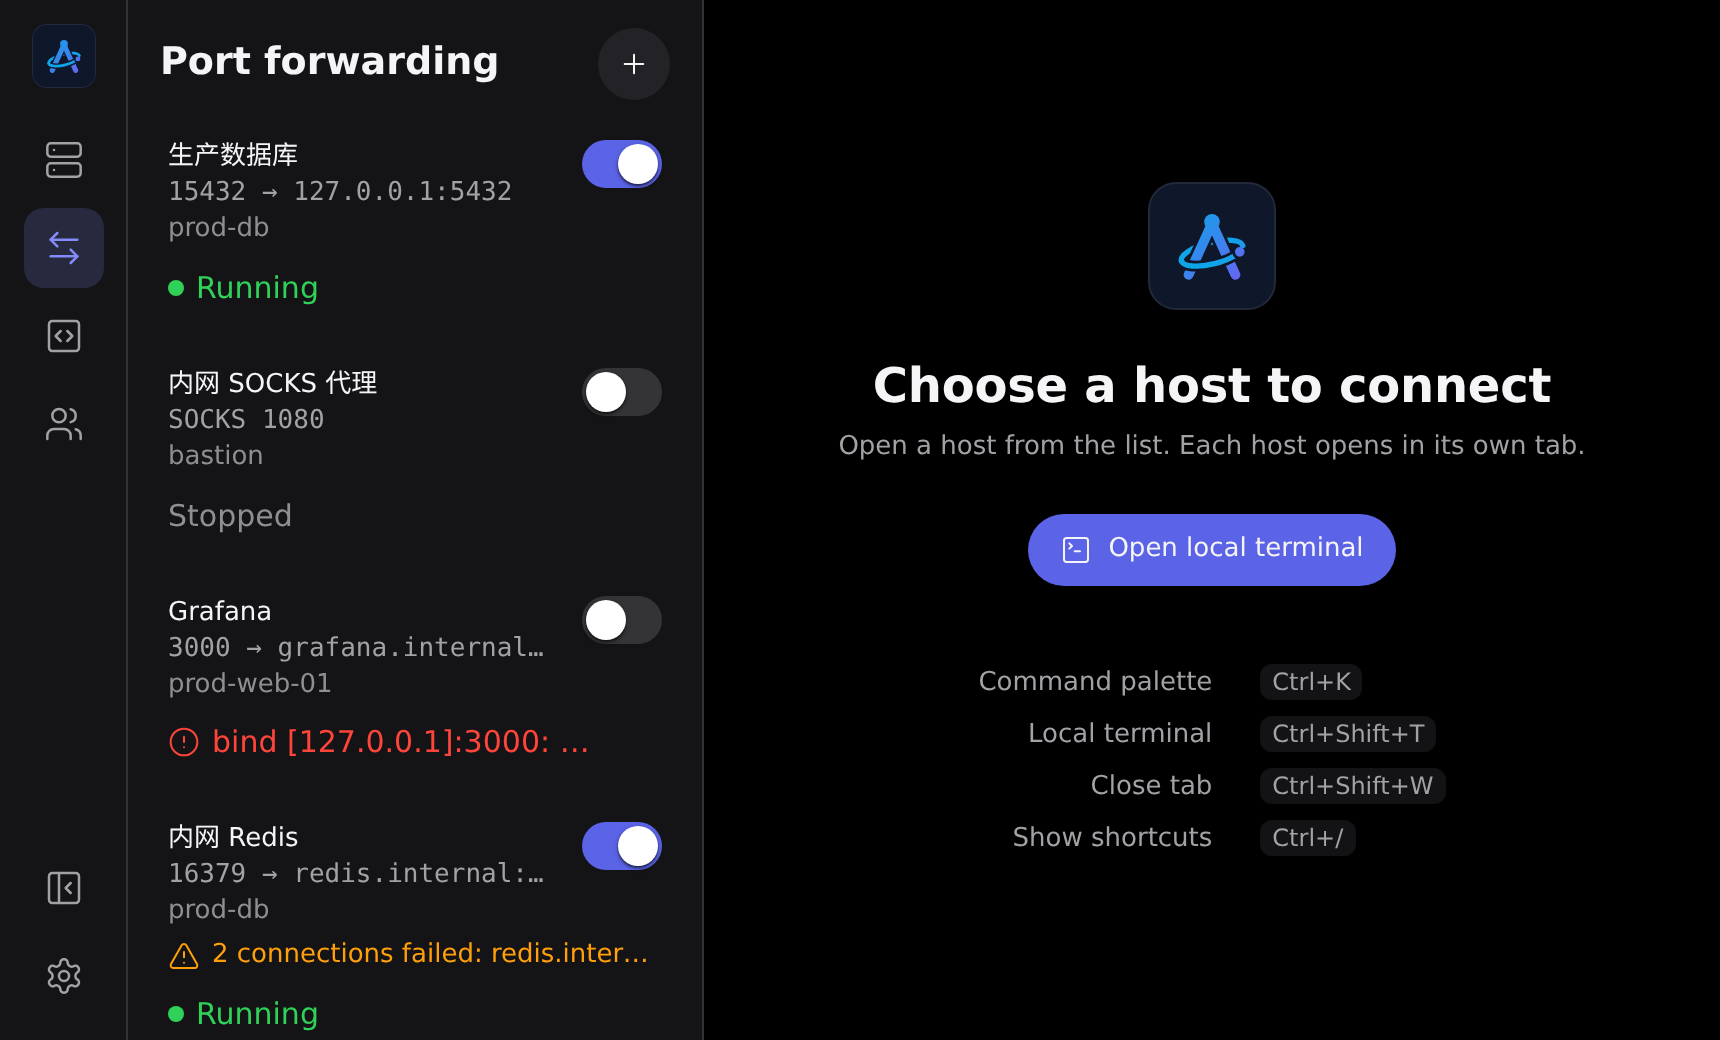 Port forwarding
生产数据库
15432 → 127.0.0.1:5432
prod-db
Running
内网 SOCKS 代理
SOCKS 1080
bastion
Stopped
Grafana
3000 → grafana.internal…
prod-web-01
bind [127.0.0.1]:3000: …
内网 Redis
16379 → redis.internal:…
prod-db
2 connections failed: redis.inter…
Running
Choose a host to connect
Open a host from the list. Each host opens in its own tab.
Open local terminal
Command palette Ctrl+K
Local terminal Ctrl+Shift+T
Close tab Ctrl+Shift+W
Show shortcuts Ctrl+/